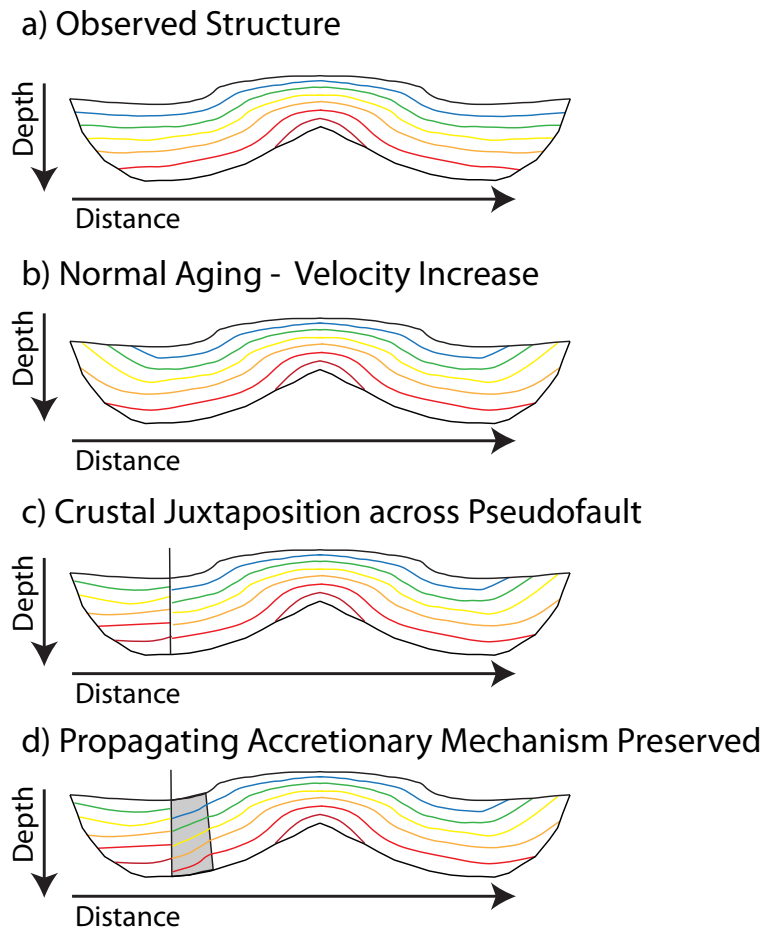 a) Observed Structure
Depth
Distance
b) Normal Aging -  Velocity Increase
Depth
Distance
c) Crustal Juxtaposition across Pseudofault
Depth
Distance
d) Propagating Accretionary Mechanism Preserved
Depth
Distance